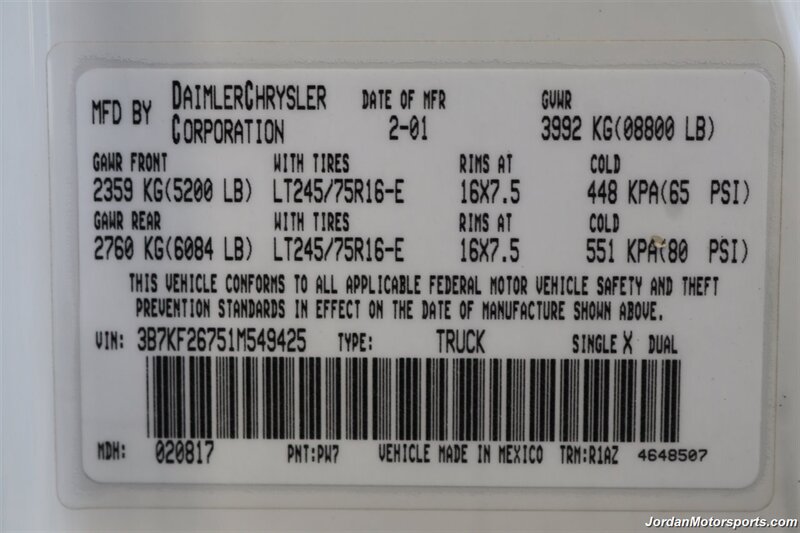 MFD BY DAIMLERCHRYSLER CORPORATION DATE OF MFR 2-01 GVWR 3992 KG(08800 LB)
GAWR FRONT WITH TIRES RIMS AT COLD
2359 KG(5200 LB) LT245/75R16-E 16X7.5 448 KPA(65 PSI)
GAWR REAR WITH TIRES RIMS AT COLD
2760 KG(6084 LB) LT245/75R16-E 16X7.5 551 KPA(80 PSI)
THIS VEHICLE CONFORMS TO ALL APPLICABLE FEDERAL MOTOR VEHICLE SAFETY AND THEFT
PREVENTION STANDARDS IN EFFECT ON THE DATE OF MANUFACTURE SHOWN ABOVE.
VIN: 3B7KF26751M549425 TYPE: TRUCK SINGLE X DUAL
MDH: 020817 PNT:PW7 VEHICLE MADE IN MEXICO TRM:R1AZ 4648507
JordanMotorsports.com